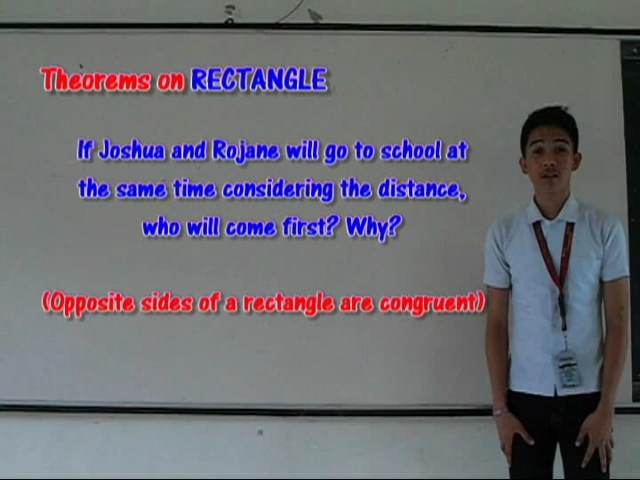 Theorems on RECTANGLE
If Joshua and Rojane will go to school at
the same time considering the distance,
who will come first? Why?
(Opposite sides of a rectangle are congruent)